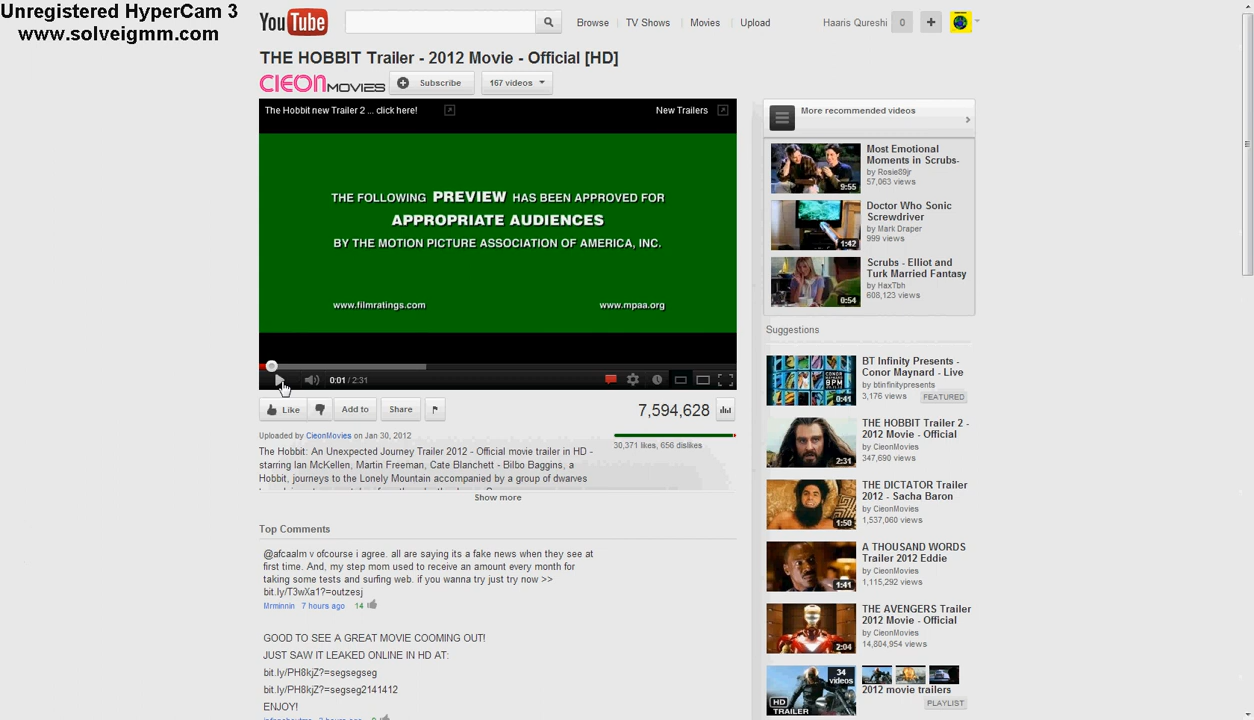 Unregistered HyperCam 3
www.solveigmm.com
YouTube
Browse
TV Shows
Movies
Upload
Haaris Qureshi
0
THE HOBBIT Trailer - 2012 Movie - Official [HD]
CIEON MOVIES
Subscribe
167 videos
The Hobbit new Trailer 2 ... click here!
New Trailers
THE FOLLOWING PREVIEW HAS BEEN APPROVED FOR
APPROPRIATE AUDIENCES
BY THE MOTION PICTURE ASSOCIATION OF AMERICA, INC.
www.filmratings.com
www.mpaa.org
0:01 / 2:31
Like
Add to
Share
7,594,628
Uploaded by CieonMovies on Jan 30, 2012
30,371 likes, 656 dislikes
The Hobbit: An Unexpected Journey Trailer 2012 - Official movie trailer in HD -
starring Ian McKellen, Martin Freeman, Cate Blanchett - Bilbo Baggins, a
Hobbit, journeys to the Lonely Mountain accompanied by a group of dwarves
Show more
Top Comments
@afcaalm v ofcourse i agree. all are saying its a fake news when they see at
first time. And, my step mom used to receive an amount every month for
taking some tests and surfing web. if you wanna try just try now >>
bit.ly/T3wXa1?=outzesj
Mrminnin 7 hours ago 14
GOOD TO SEE A GREAT MOVIE COOMING OUT!
JUST SAW IT LEAKED ONLINE IN HD AT:
bit.ly/PH8kjZ?=segsegseg
bit.ly/PH8kjZ?=segseg2141412
ENJOY!
More recommended videos
Most Emotional
Moments in Scrubs-
by Rosie89jr
57,063 views
9:55
Doctor Who Sonic
Screwdriver
by Mark Draper
999 views
1:42
Scrubs - Elliot and
Turk Married Fantasy
by HaxTbh
608,123 views
0:54
Suggestions
BT Infinity Presents -
Conor Maynard - Live
by btinfinitypresents
3,176 views
FEATURED
0:41
THE HOBBIT Trailer 2 -
2012 Movie - Official
by CieonMovies
347,690 views
2:31
THE DICTATOR Trailer
2012 - Sacha Baron
by CieonMovies
1,537,060 views
1:50
A THOUSAND WORDS
Trailer 2012 Eddie
by CieonMovies
1,115,292 views
1:41
THE AVENGERS Trailer
2012 Movie - Official
by CieonMovies
14,804,954 views
2:04
34
videos
HD
TRAILER
2012 movie trailers
PLAYLIST